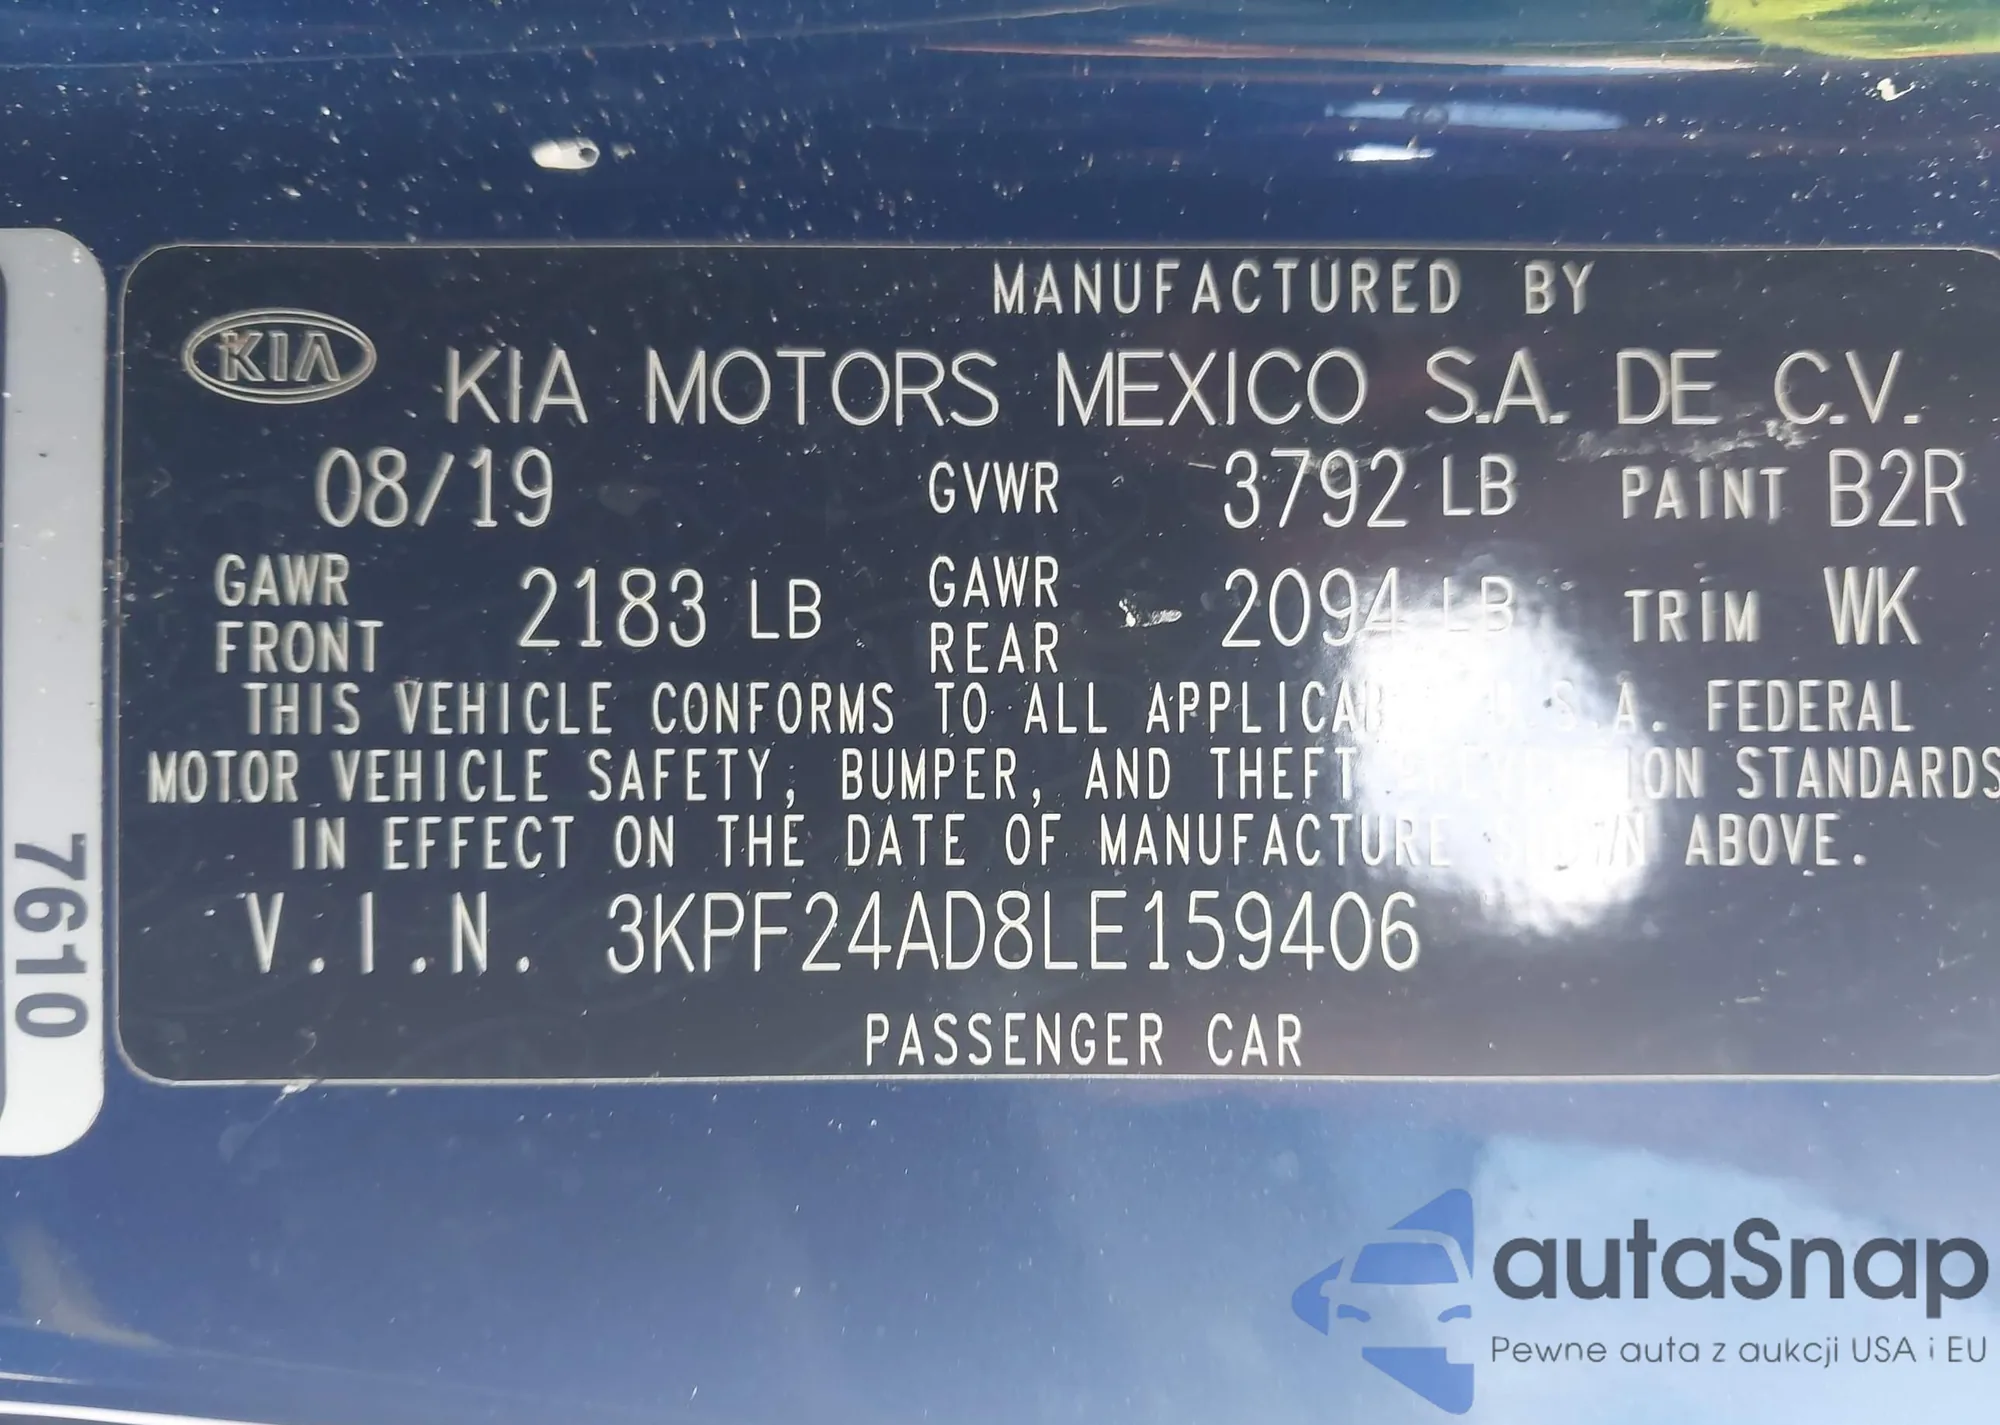 MANUFACTURED BY
KIA KIA MOTORS MEXICO S.A. DE C.V.
08/19 GVWR 3792 LB PAINT B2R
GAWR FRONT 2183 LB GAWR REAR 2094 LB TRIM WK
THIS VEHICLE CONFORMS TO ALL U.S.A. FEDERAL
MOTOR VEHICLE SAFETY, BUMPER, AND THEFT PREVENTION STANDARDS
IN EFFECT ON THE DATE OF MANUFACTURE SHOWN ABOVE.
V.I.N. 3KPF24AD8LE159406
PASSENGER CAR
7610
autaSnap
Pewne auta z aukcji USA i EU